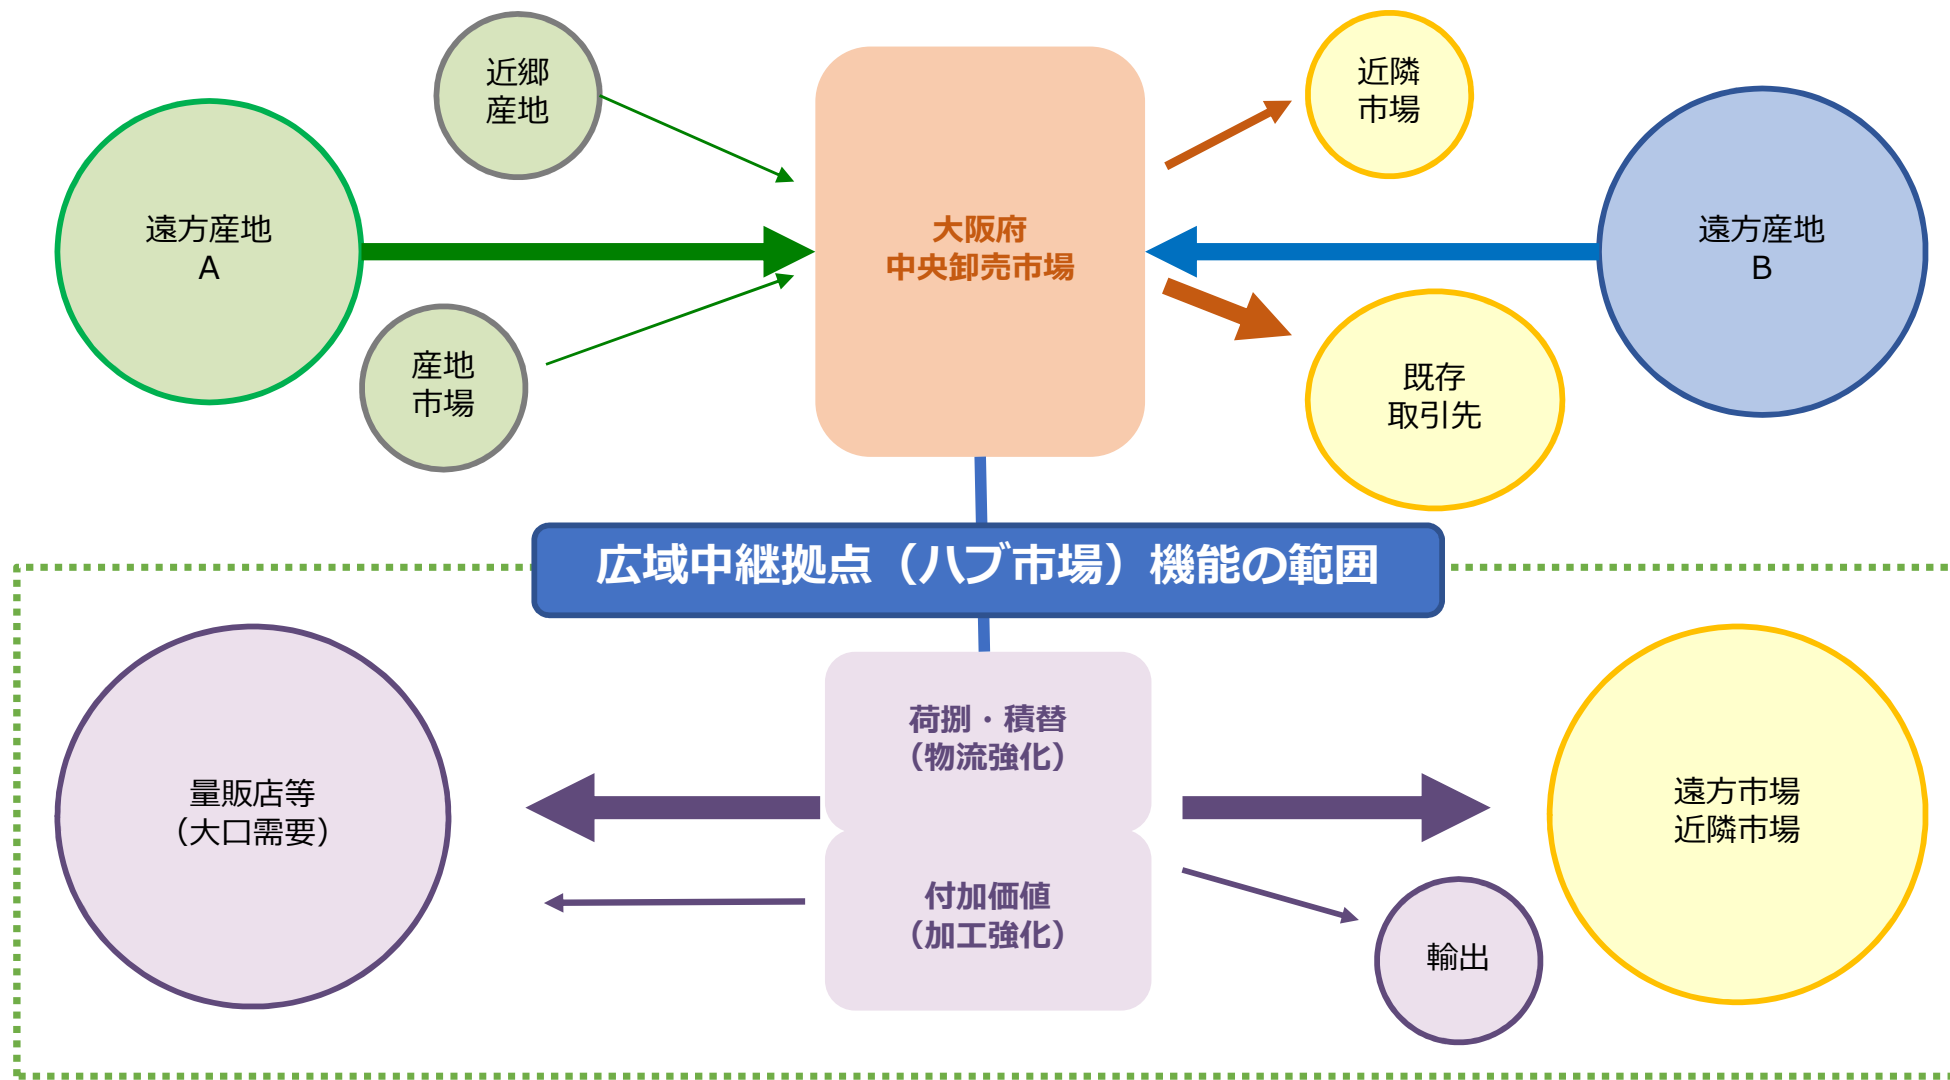 近郷
産地
近隣
市場
遠方産地
A
大阪府
中央卸売市場
遠方産地
B
産地
市場
既存
取引先
広域中継拠点（ハブ市場）機能の範囲
荷捌・積替
（物流強化）
量販店等
（大口需要）
遠方市場
近隣市場
付加価値
（加工強化）
輸出